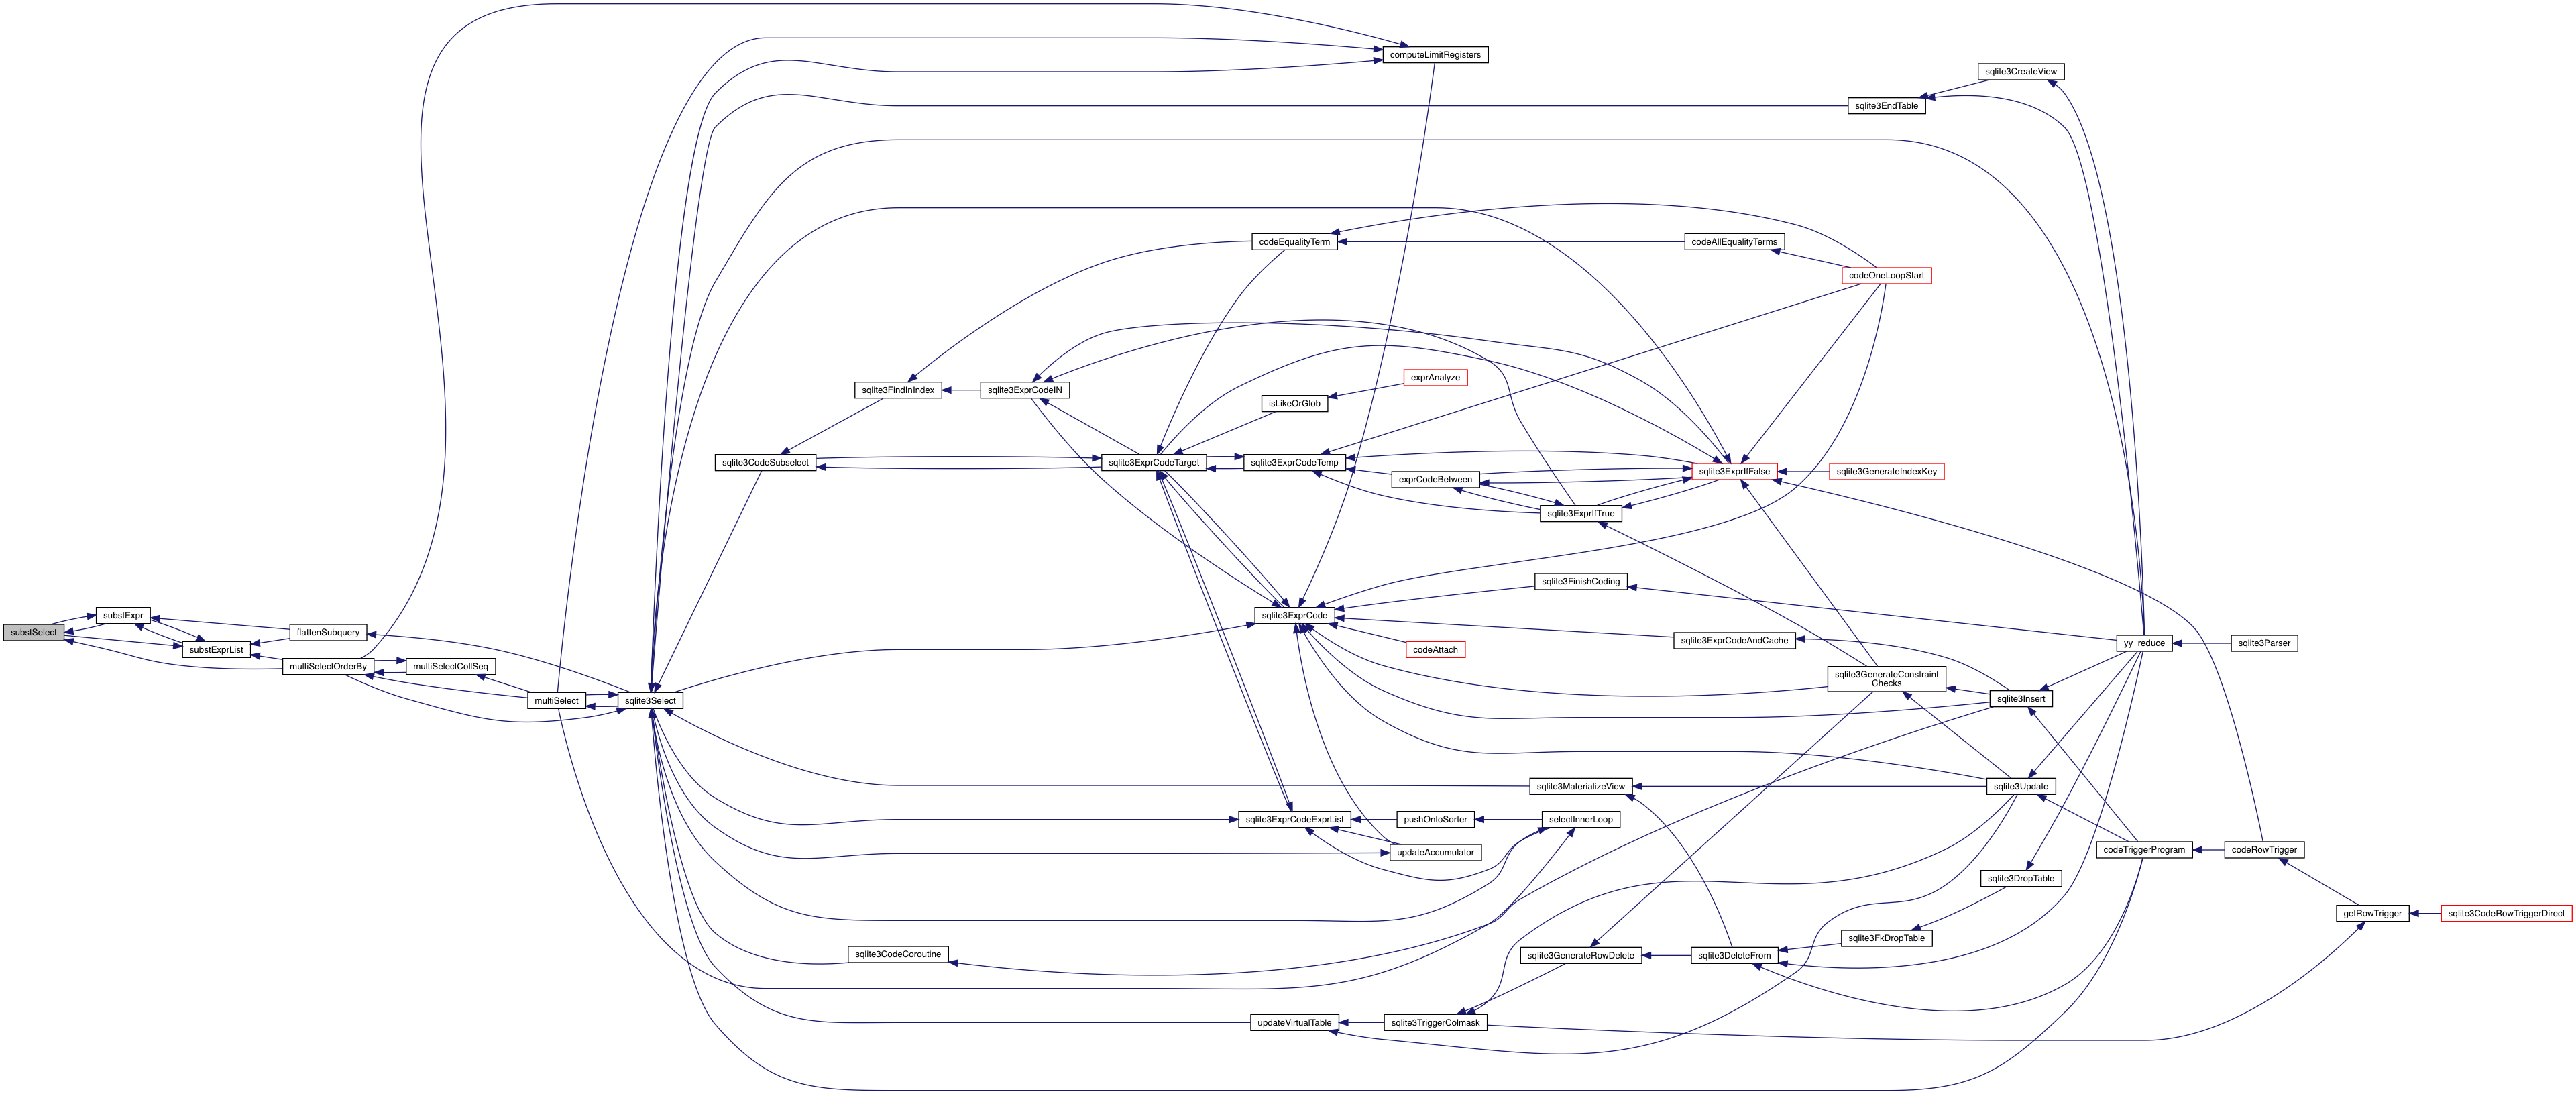 computeLimitRegisters
sqlite3CreateView
sqlite3EndTable
codeEqualityTerm
codeAllEqualityTerms
codeOneLoopStart
exprAnalyze
sqlite3FindInIndex
sqlite3ExprCodeIN
isLikeOrGlob
sqlite3CodeSubselect
sqlite3ExprCodeTarget
sqlite3ExprCodeTemp
exprCodeBetween
sqlite3ExprIfFalse
sqlite3GenerateIndexKey
sqlite3ExprIfTrue
sqlite3FinishCoding
substExpr
sqlite3ExprCode
substSelect
flattenSubquery
sqlite3ExprCodeAndCache
yy_reduce
sqlite3Parser
substExprList
codeAttach
multiSelectOrderBy
multiSelectCollSeq
sqlite3GenerateConstraint
Checks
multiSelect
sqlite3Select
sqlite3Insert
sqlite3MaterializeView
sqlite3Update
sqlite3ExprCodeExprList
pushOntoSorter
selectInnerLoop
updateAccumulator
codeTriggerProgram
codeRowTrigger
sqlite3DropTable
getRowTrigger
sqlite3CodeRowTriggerDirect
sqlite3FkDropTable
sqlite3CodeCoroutine
sqlite3GenerateRowDelete
sqlite3DeleteFrom
updateVirtualTable
sqlite3TriggerColmask